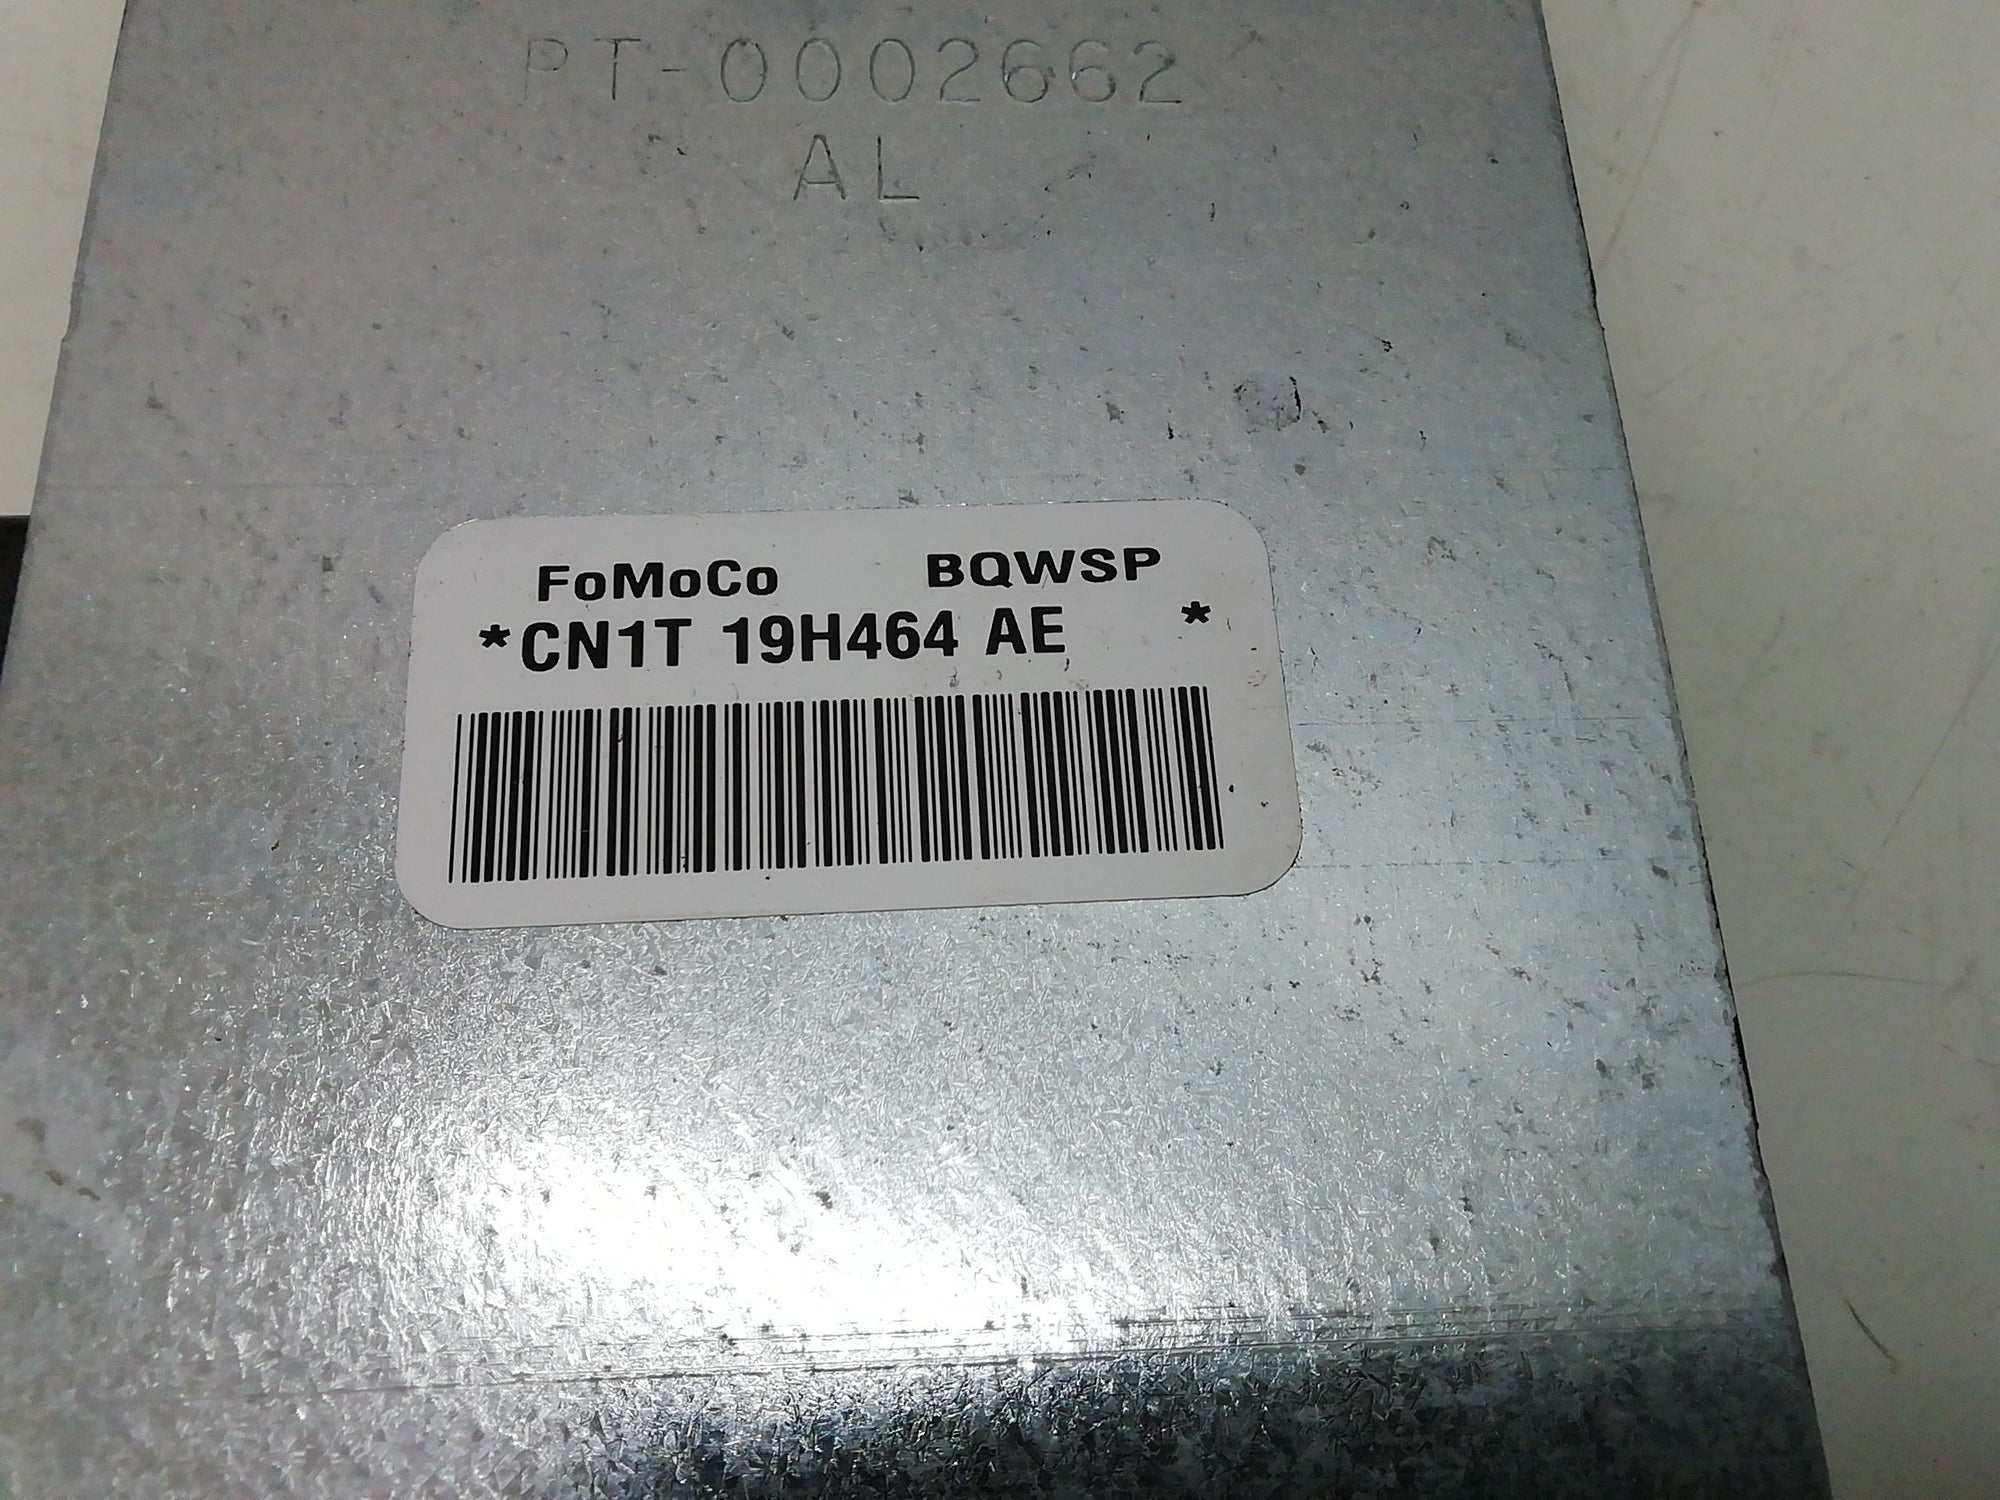 PT-0002662
AL
FoMoCo BQWSP
*CN1T 19H464 AE *